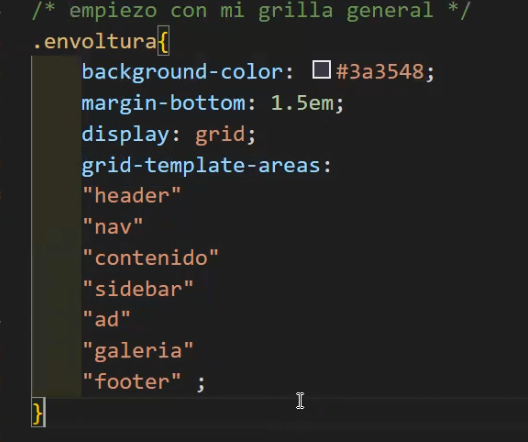 /* empiezo con mi grilla general */
.envoltura{
background-color: #3a3548;
margin-bottom: 1.5em;
display: grid;
grid-template-areas:
"header"
"nav"
"contenido"
"sidebar"
"ad"
"galeria"
"footer" ;
}